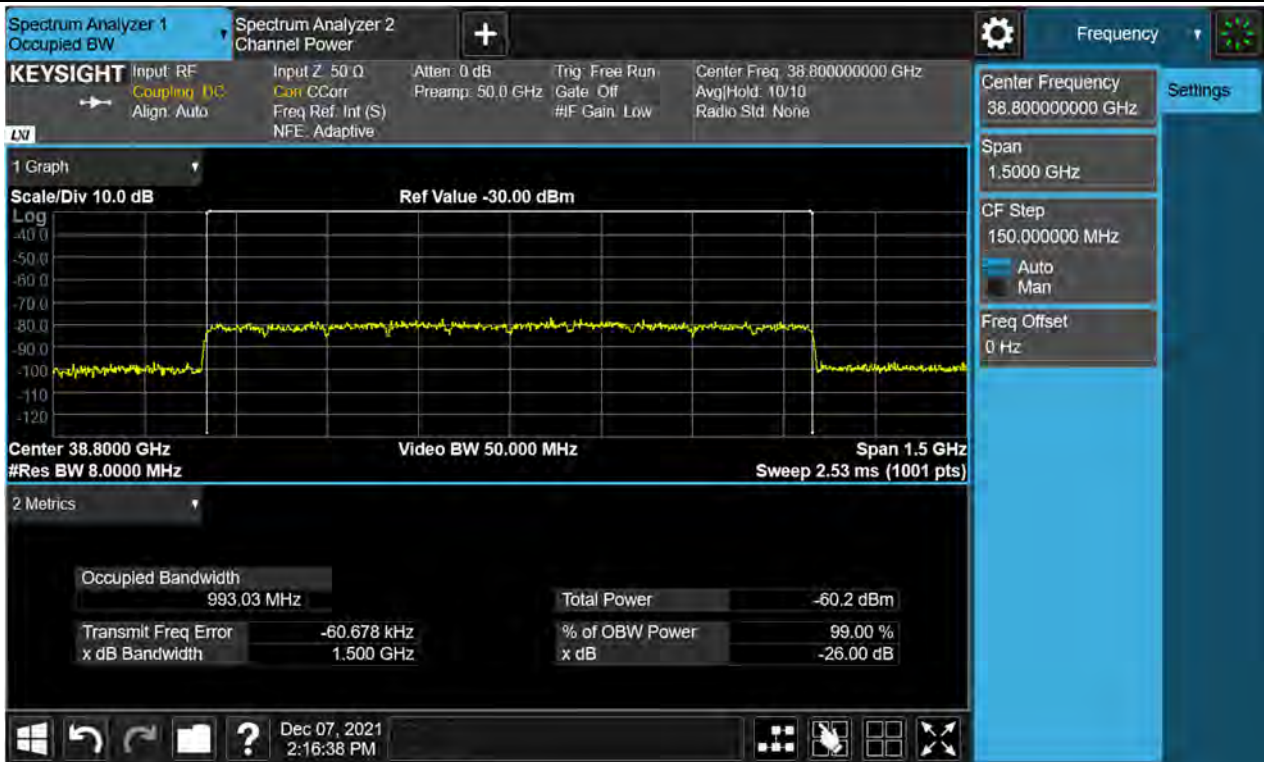 Spectrum Analyzer 1
Occupied BW
Spectrum Analyzer 2
Channel Power
+
Frequency
KEYSIGHT
LXI
Input: RF
Coupling: DC
Align: Auto
Input Z: 50 Ω
Corr CCorr
Freq Ref: Int (S)
NFE: Adaptive
Atten: 0 dB
Preamp: 50.0 GHz
Trig: Free Run
Gate: Off
#IF Gain: Low
Center Freq: 38.800000000 GHz
Avg|Hold: 10/10
Radio Std: None
Center Frequency
38.800000000 GHz
Settings
Span
1.5000 GHz
CF Step
150.000000 MHz
Auto
Man
Freq Offset
0 Hz
1 Graph
Scale/Div 10.0 dB
Ref Value -30.00 dBm
Log
-40.0
-50.0
-60.0
-70.0
-80.0
-90.0
-100
-110
-120
Center 38.8000 GHz
Video BW 50.000 MHz
Span 1.5 GHz
#Res BW 8.0000 MHz
Sweep 2.53 ms (1001 pts)
2 Metrics
Occupied Bandwidth
993.03 MHz
Total Power -60.2 dBm
Transmit Freq Error -60.678 kHz
% of OBW Power 99.00 %
x dB Bandwidth 1.500 GHz
x dB -26.00 dB
?
Dec 07, 2021
2:16:38 PM